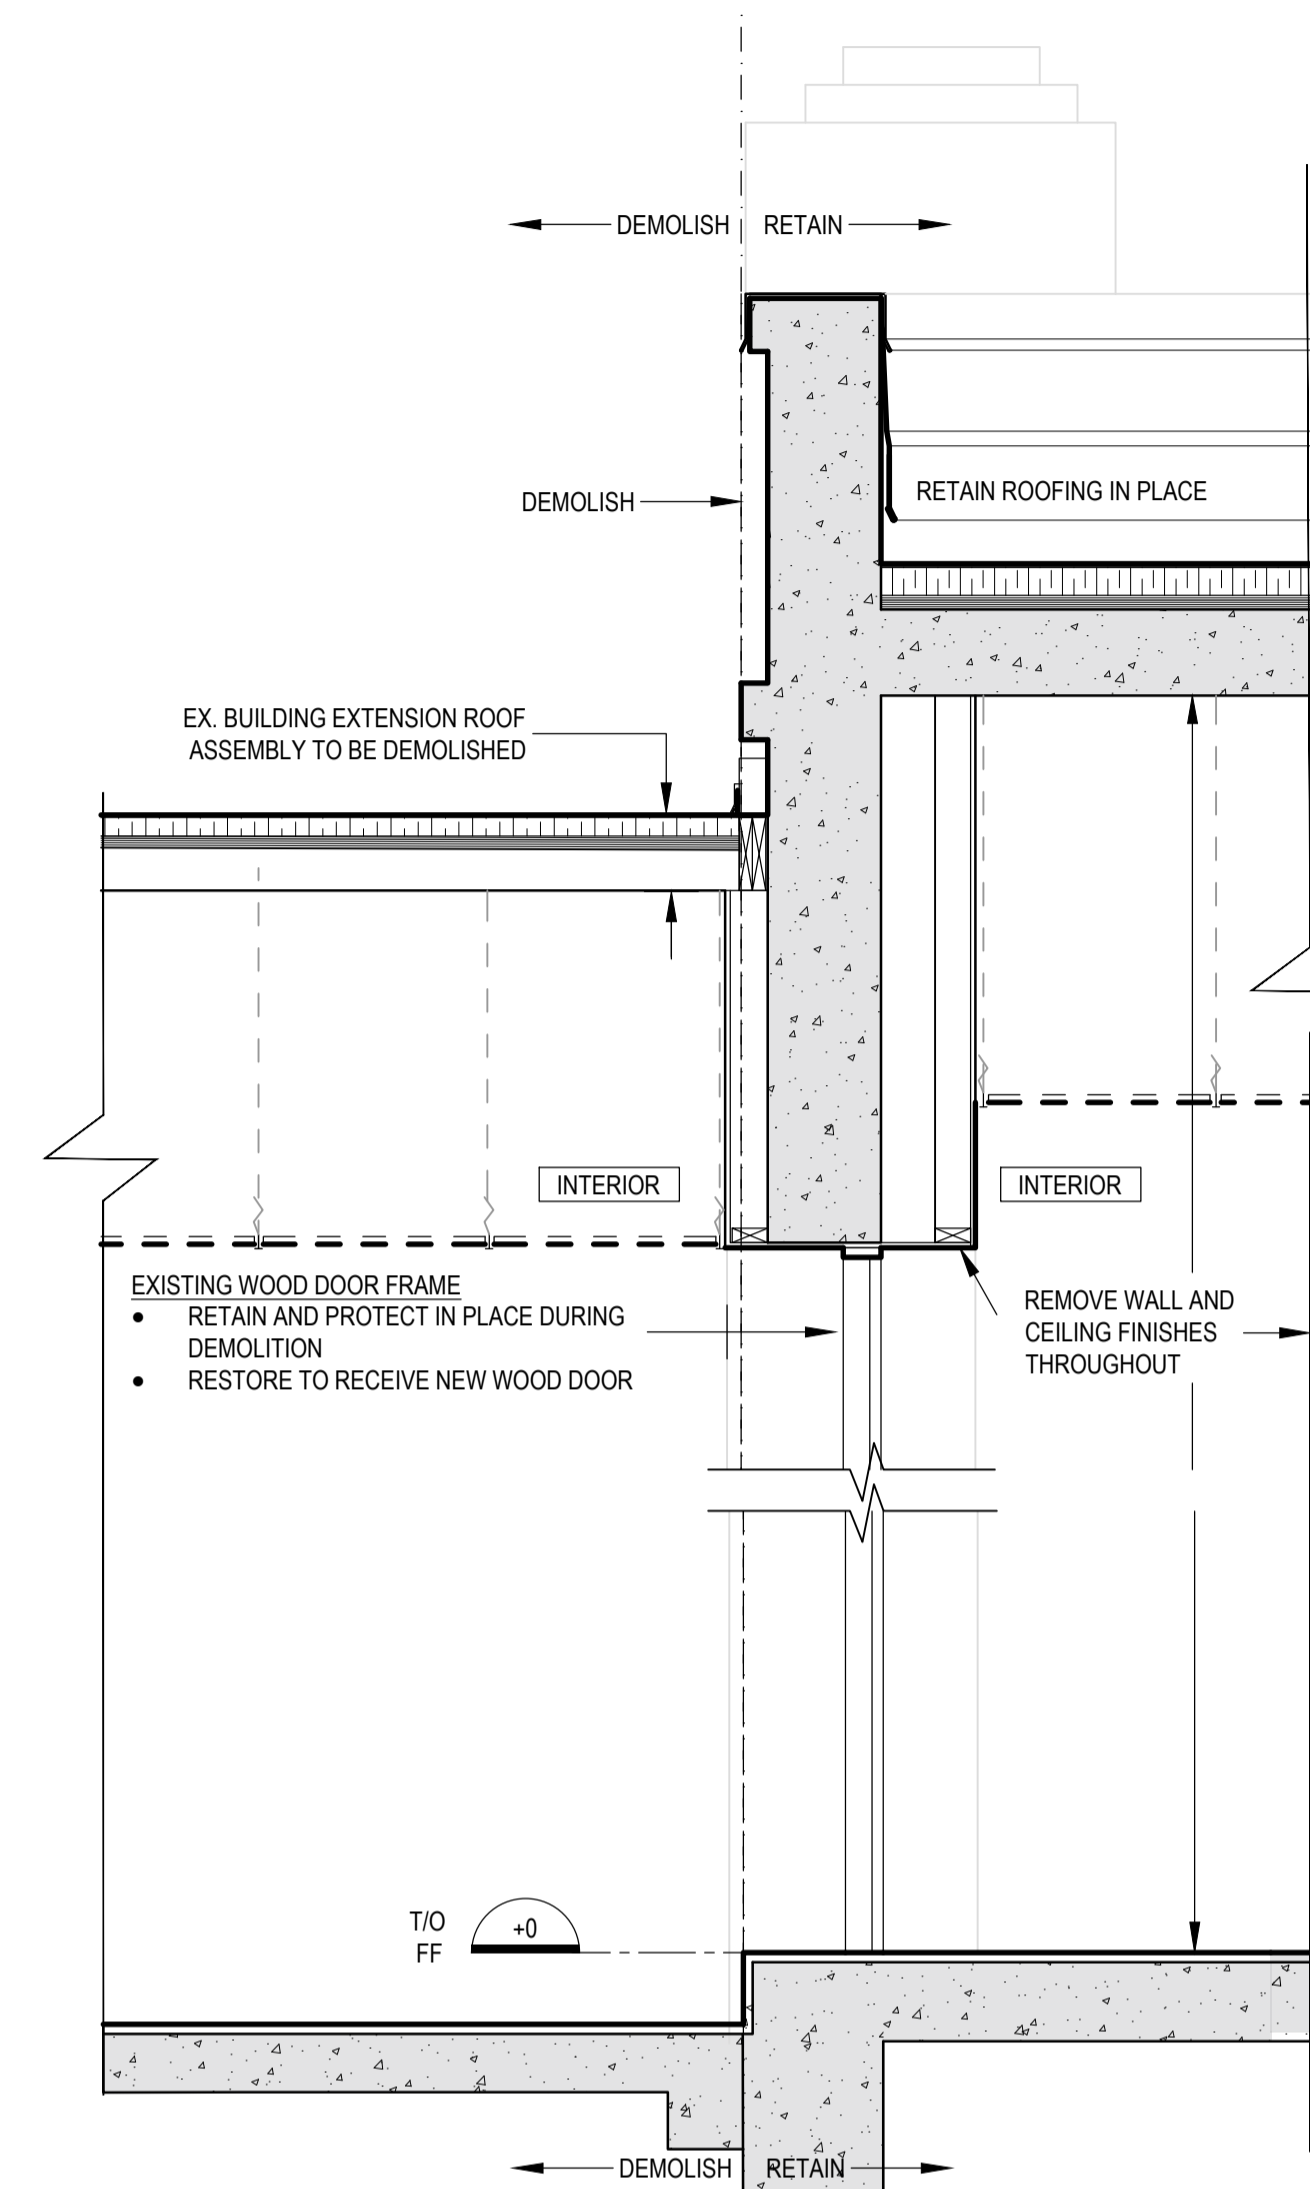 DEMOLISH RETAIN
DEMOLISH
RETAIN ROOFING IN PLACE
EX. BUILDING EXTENSION ROOF
ASSEMBLY TO BE DEMOLISHED
INTERIOR
INTERIOR
EXISTING WOOD DOOR FRAME
• RETAIN AND PROTECT IN PLACE DURING
DEMOLITION
• RESTORE TO RECEIVE NEW WOOD DOOR
REMOVE WALL AND
CEILING FINISHES
THROUGHOUT
T/O
FF
+0
DEMOLISH RETAIN